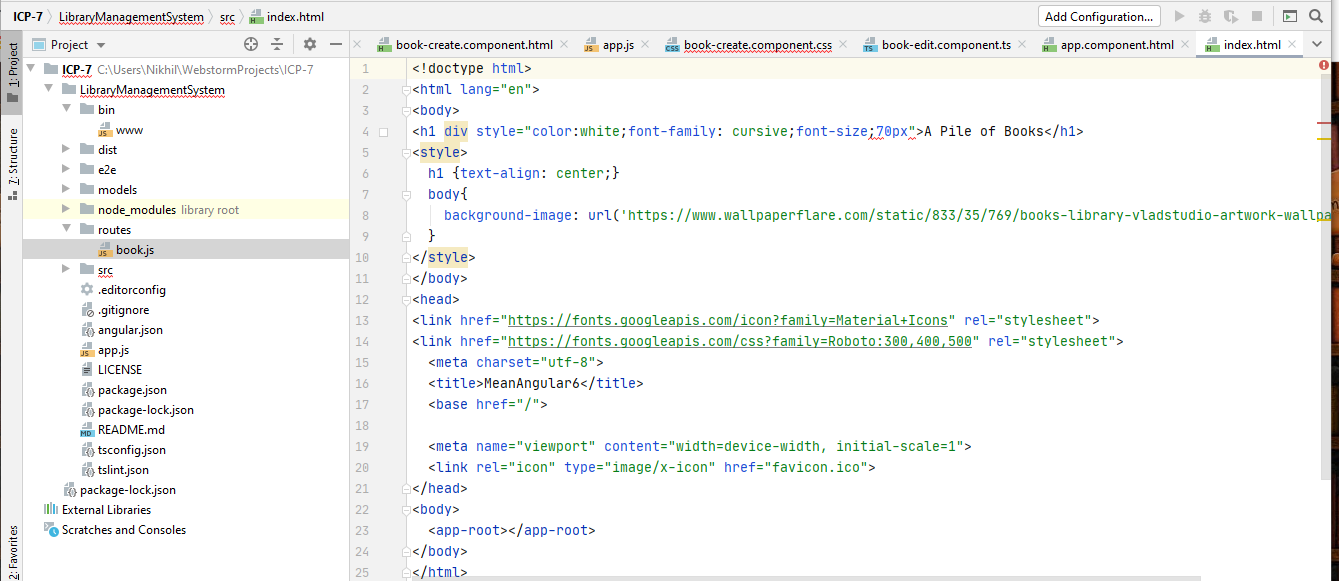 ICP-7 LibraryManagementSystem src index.html Add Configuration...
1: Project
7: Structure
2: Favorites
Project
book-create.component.html app.js book-create.component.css book-edit.component.ts app.component.html index.html
ICP-7 C:\Users\Nikhil\WebstormProjects\ICP-7
LibraryManagementSystem
bin
www
dist
e2e
models
node_modules library root
routes
book.js
src
.editorconfig
.gitignore
angular.json
app.js
LICENSE
package.json
package-lock.json
README.md
tsconfig.json
tslint.json
package-lock.json
External Libraries
Scratches and Consoles
1 <!doctype html>
2 <html lang="en">
3 <body>
4 <h1 div style="color:white;font-family: cursive;font-size;70px">A Pile of Books</h1>
5 <style>
6 h1 {text-align: center;}
7 body{
8 background-image: url('https://www.wallpaperflare.com/static/833/35/769/books-library-vladstudio-artwork-wallpa
9 }
10 </style>
11 </body>
12 <head>
13 <link href="https://fonts.googleapis.com/icon?family=Material+Icons" rel="stylesheet">
14 <link href="https://fonts.googleapis.com/css?family=Roboto:300,400,500" rel="stylesheet">
15 <meta charset="utf-8">
16 <title>MeanAngular6</title>
17 <base href="/">
18
19 <meta name="viewport" content="width=device-width, initial-scale=1">
20 <link rel="icon" type="image/x-icon" href="favicon.ico">
21 </head>
22 <body>
23 <app-root></app-root>
24 </body>
25 </html>